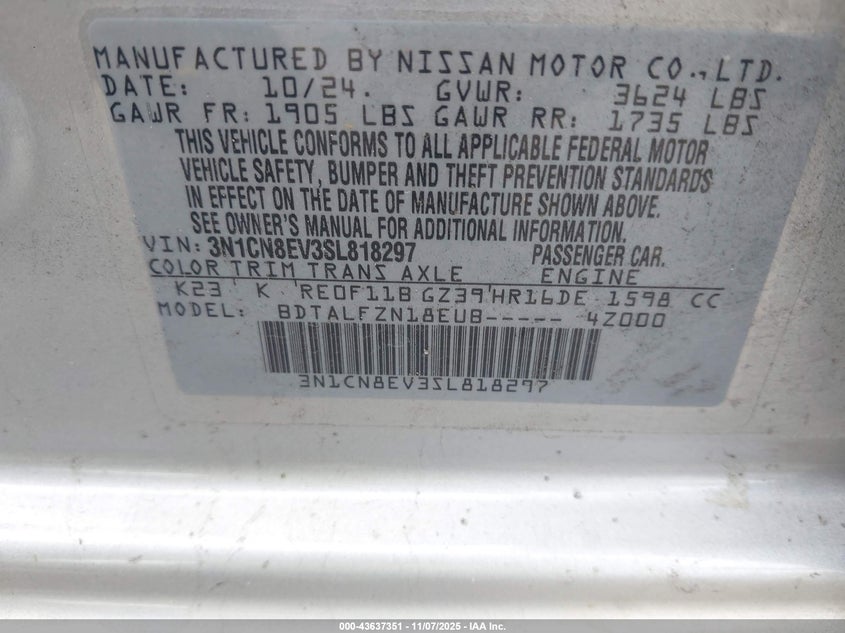 MANUFACTURED BY NISSAN MOTOR CO., LTD.
DATE: 10/24. GVWR: 3624 LBS
GAWR FR: 1905 LBS GAWR RR: 1735 LBS
THIS VEHICLE CONFORMS TO ALL APPLICABLE FEDERAL MOTOR
VEHICLE SAFETY, BUMPER AND THEFT PREVENTION STANDARDS
IN EFFECT ON THE DATE OF MANUFACTURE SHOWN ABOVE.
SEE OWNER'S MANUAL FOR ADDITIONAL INFORMATION.
VIN: 3N1CN8EV3SL818297 PASSENGER CAR.
COLOR TRIM TRANS AXLE ENGINE
K23 K RE0F11B GZ39 HR16DE 1598 CC
MODEL: BDTALFZN18EUB----- 4Z000
3N1CN8EV3SL818297
000-43637351 | 11/07/2025 - IAA Inc.